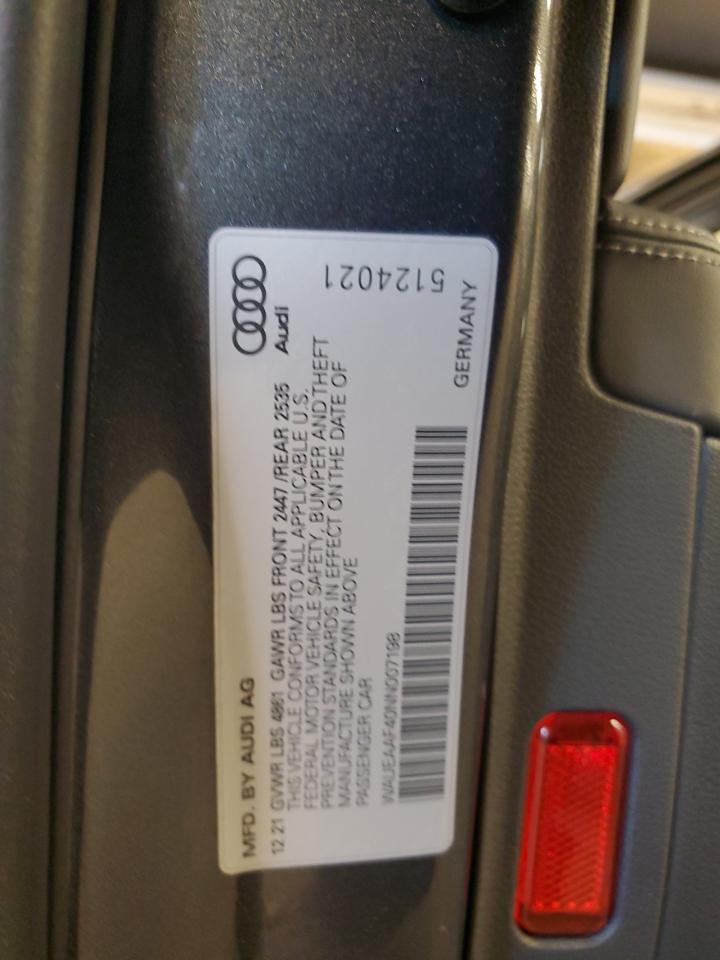 MFD. BY AUDI AG
Audi
12 21 GVWR LBS 4861 GAWR LBS FRONT 2447/REAR 2535
THIS VEHICLE CONFORMS TO ALL APPLICABLE U.S.
FEDERAL MOTOR VEHICLE SAFETY, BUMPER AND THEFT
PREVENTION STANDARDS IN EFFECT ON THE DATE OF
MANUFACTURE SHOWN ABOVE
PASSENGER CAR
5124021
WAUEAAF40NN007198
GERMANY